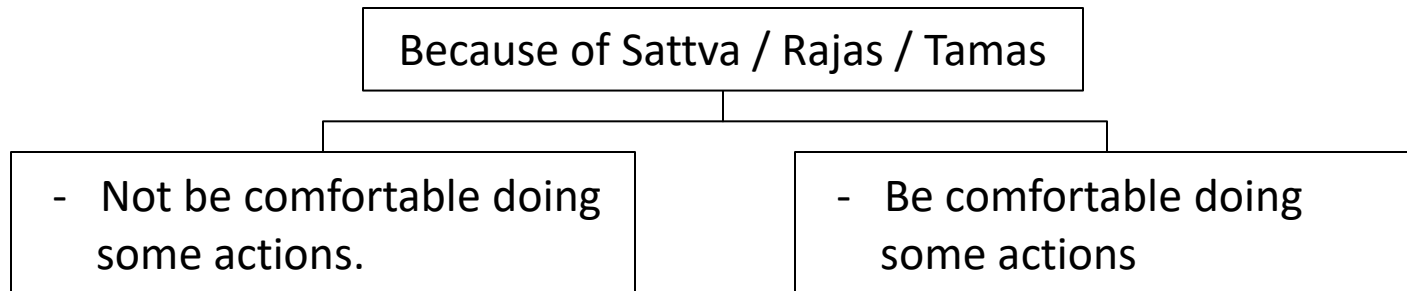 Because of Sattva / Rajas / Tamas
- Not be comfortable doing
some actions.
- Be comfortable doing
some actions